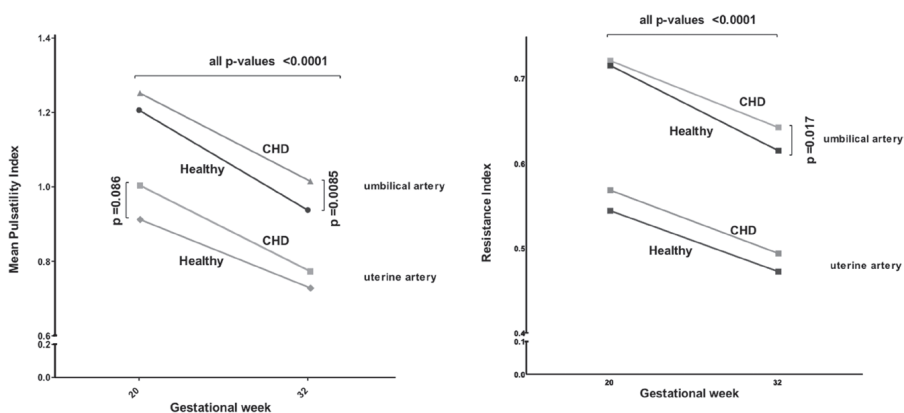 all p-values <0.0001
1.4
1.2
1.0
0.8
0.6
0.2
0.0
Mean Pulsatility Index
CHD
Healthy
p =0.086
p =0.0085
umbilical artery
CHD
Healthy
uterine artery
20
32
Gestational week
all p-values <0.0001
0.7
0.6
0.5
0.4
0.1
0.0
Resistance Index
CHD
Healthy
p =0.017
umbilical artery
CHD
Healthy
uterine artery
20
32
Gestational week